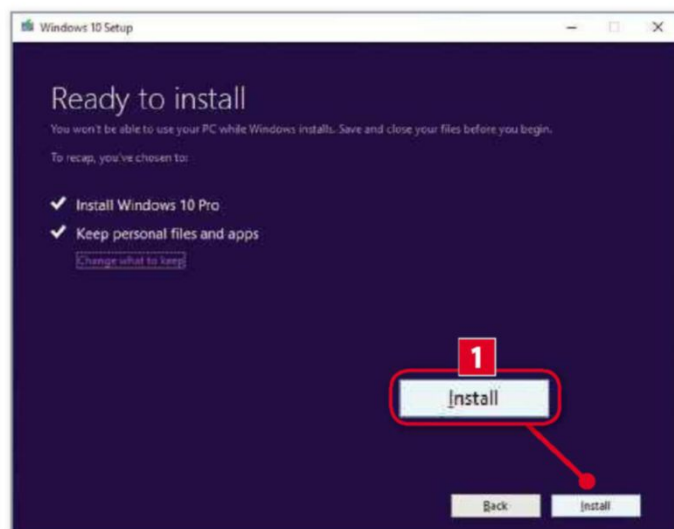 Windows 10 Setup
Ready to install
You won't be able to use your PC while Windows installs. Save and close your files before you begin.
To recap, you've chosen to:
Install Windows 10 Pro
Keep personal files and apps
Change what to keep
1
Install
Back
Install